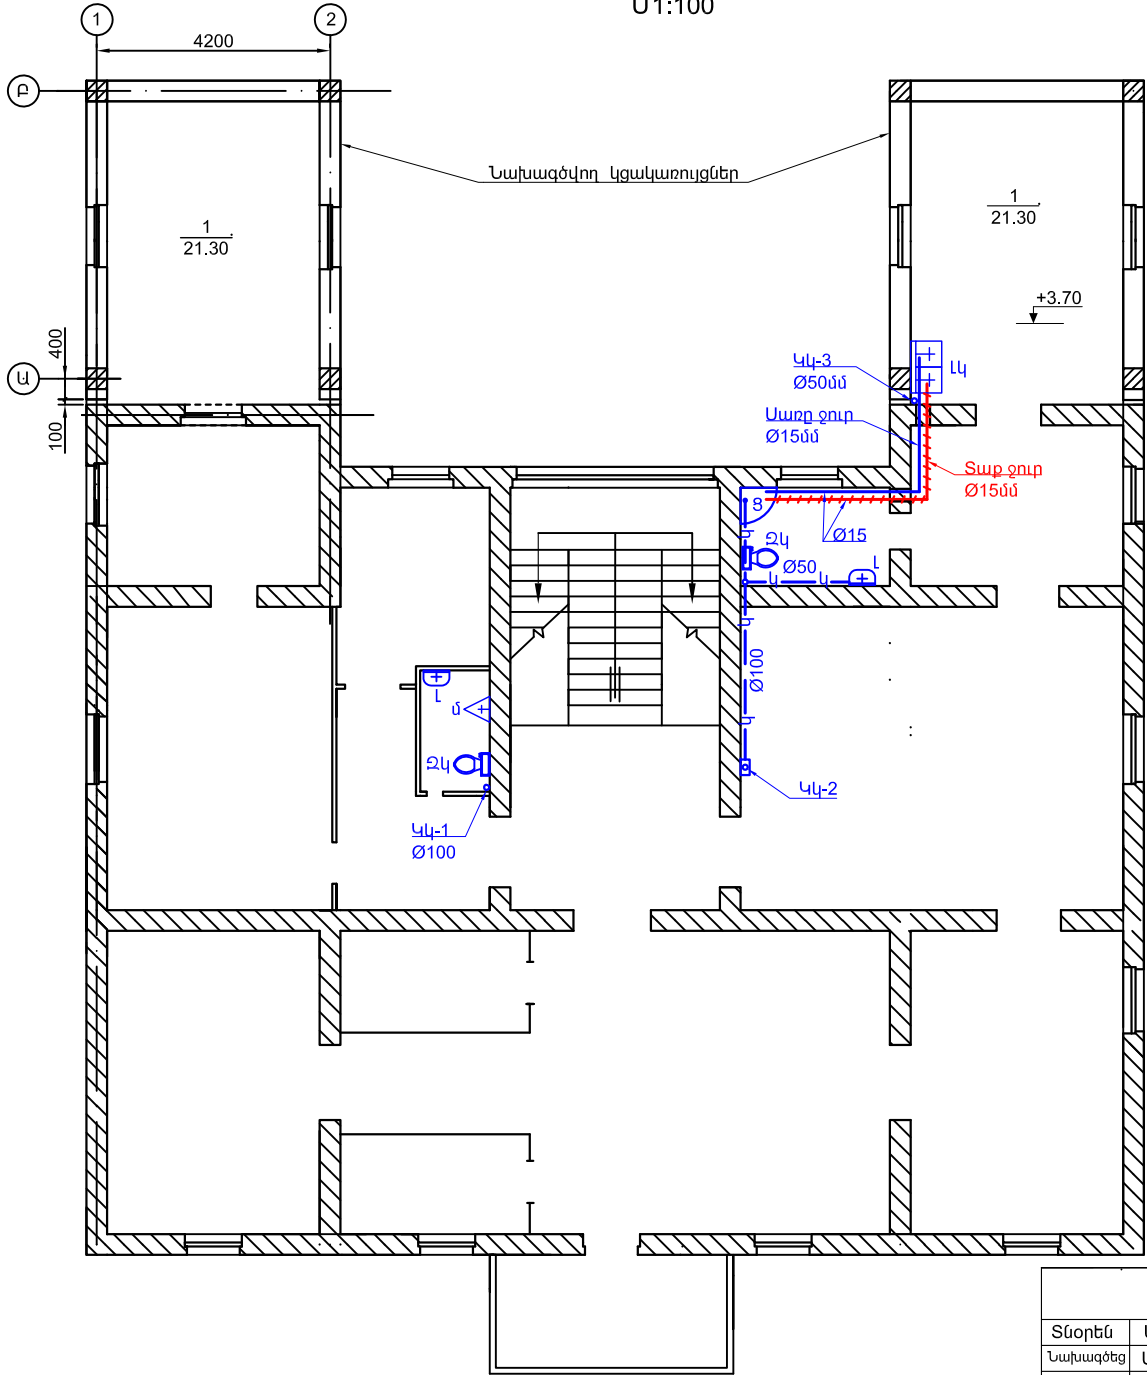 Մ1:100
1
2
4200
Բ
Նախագծվող կցակառույցներ
1
21.30
1
21.30
+3.70
400
Ա
1100
Կկ-3
Ø50մմ
Լկ
Սառը ջուր
Ø15մմ
Տաք ջուր
Ø15մմ
Ց
Ø15
Զկ
Ø50
Լ
կ
կ
կ
կ
Ø100
կ
Լ
մ
Զկ
Կկ-2
Կկ-1
Ø100
Տնօրեն
Նախագծեց